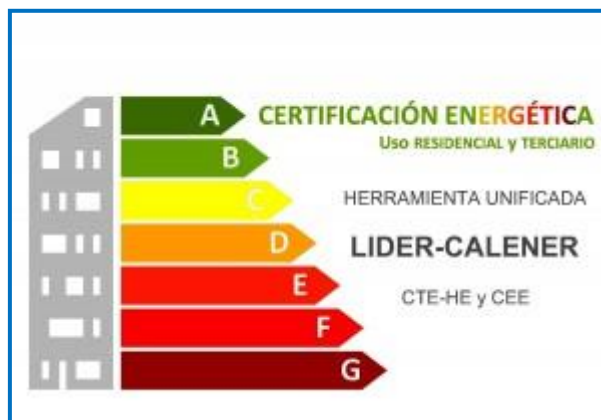 A
CERTIFICACIÓN ENERGÉTICA
Uso RESIDENCIAL y TERCIARIO
B
C
HERRAMIENTA UNIFICADA
D
LIDER-CALENER
E
CTE-HE y CEE
F
G